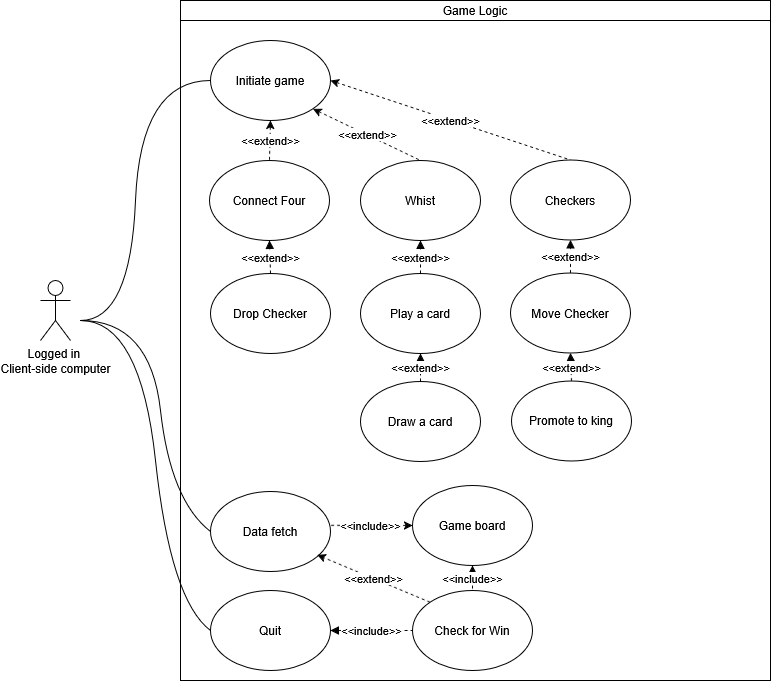 Game Logic
Initiate game
<<extend>>
<<extend>>
<<extend>>
Connect Four
Whist
Checkers
<<extend>>
<<extend>>
<<extend>>
Drop Checker
Play a card
Move Checker
Logged in
Client-side computer
<<extend>>
<<extend>>
Draw a card
Promote to king
Data fetch
<<include>>
Game board
<<extend>>
<<include>>
Quit
<<include>>
Check for Win